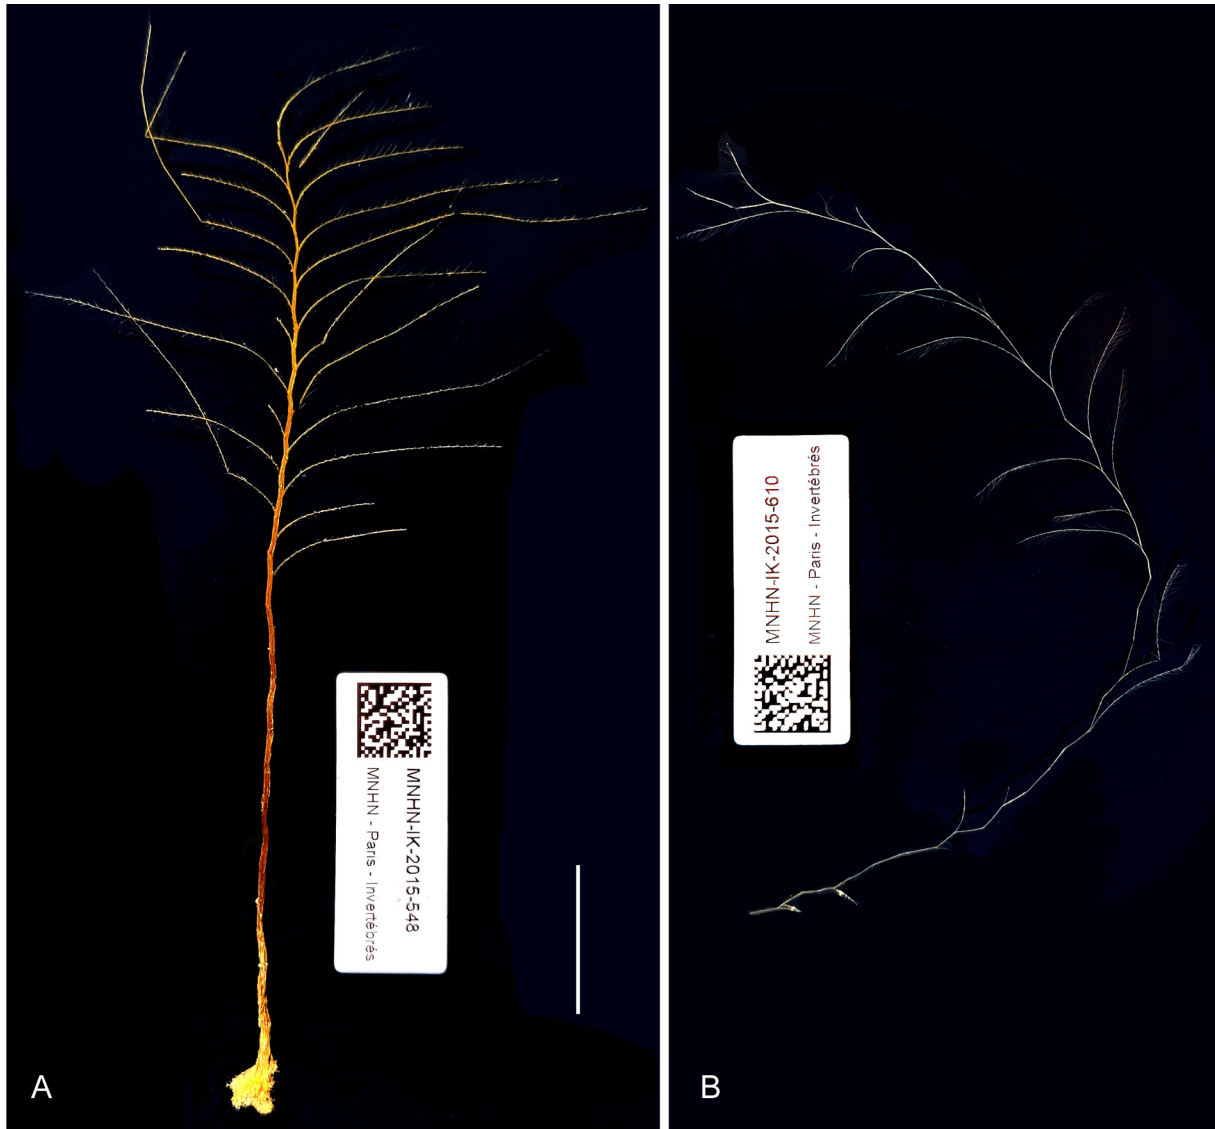 MNHN-IK-2015-548
MNHN - Paris - Invertébrés
A
MNHN-IK-2015-610
MNHN - Paris - Invertébrés
B